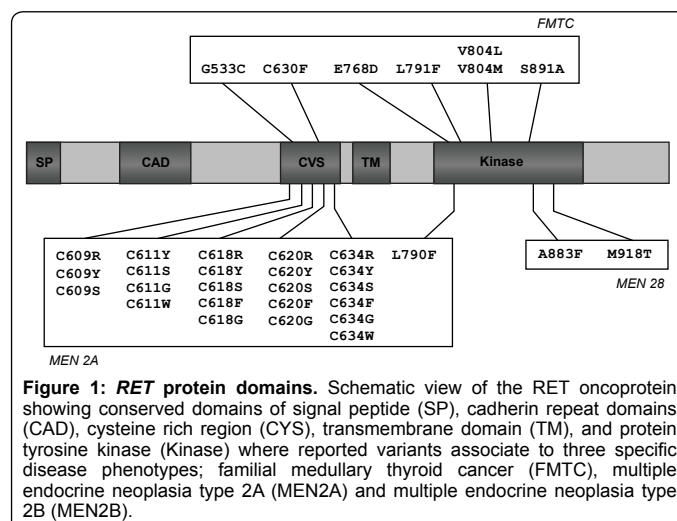 FMTC
V804L
G533C C630F E768D L791F V804M S891A
SP CAD CVS TM Kinase
C609R C611Y C618R C620R C634R L790F
C609Y C611S C618Y C620Y C634Y
C609S C611G C618S C620S C634S
C611W C618F C620F C634F
C618G C620G C634G
C634W
A883F M918T
MEN 28
MEN 2A
Figure 1: RET protein domains. Schematic view of the RET oncoprotein
showing conserved domains of signal peptide (SP), cadherin repeat domains
(CAD), cysteine rich region (CYS), transmembrane domain (TM), and protein
tyrosine kinase (Kinase) where reported variants associate to three specific
disease phenotypes; familial medullary thyroid cancer (FMTC), multiple
endocrine neoplasia type 2A (MEN2A) and multiple endocrine neoplasia type
2B (MEN2B).